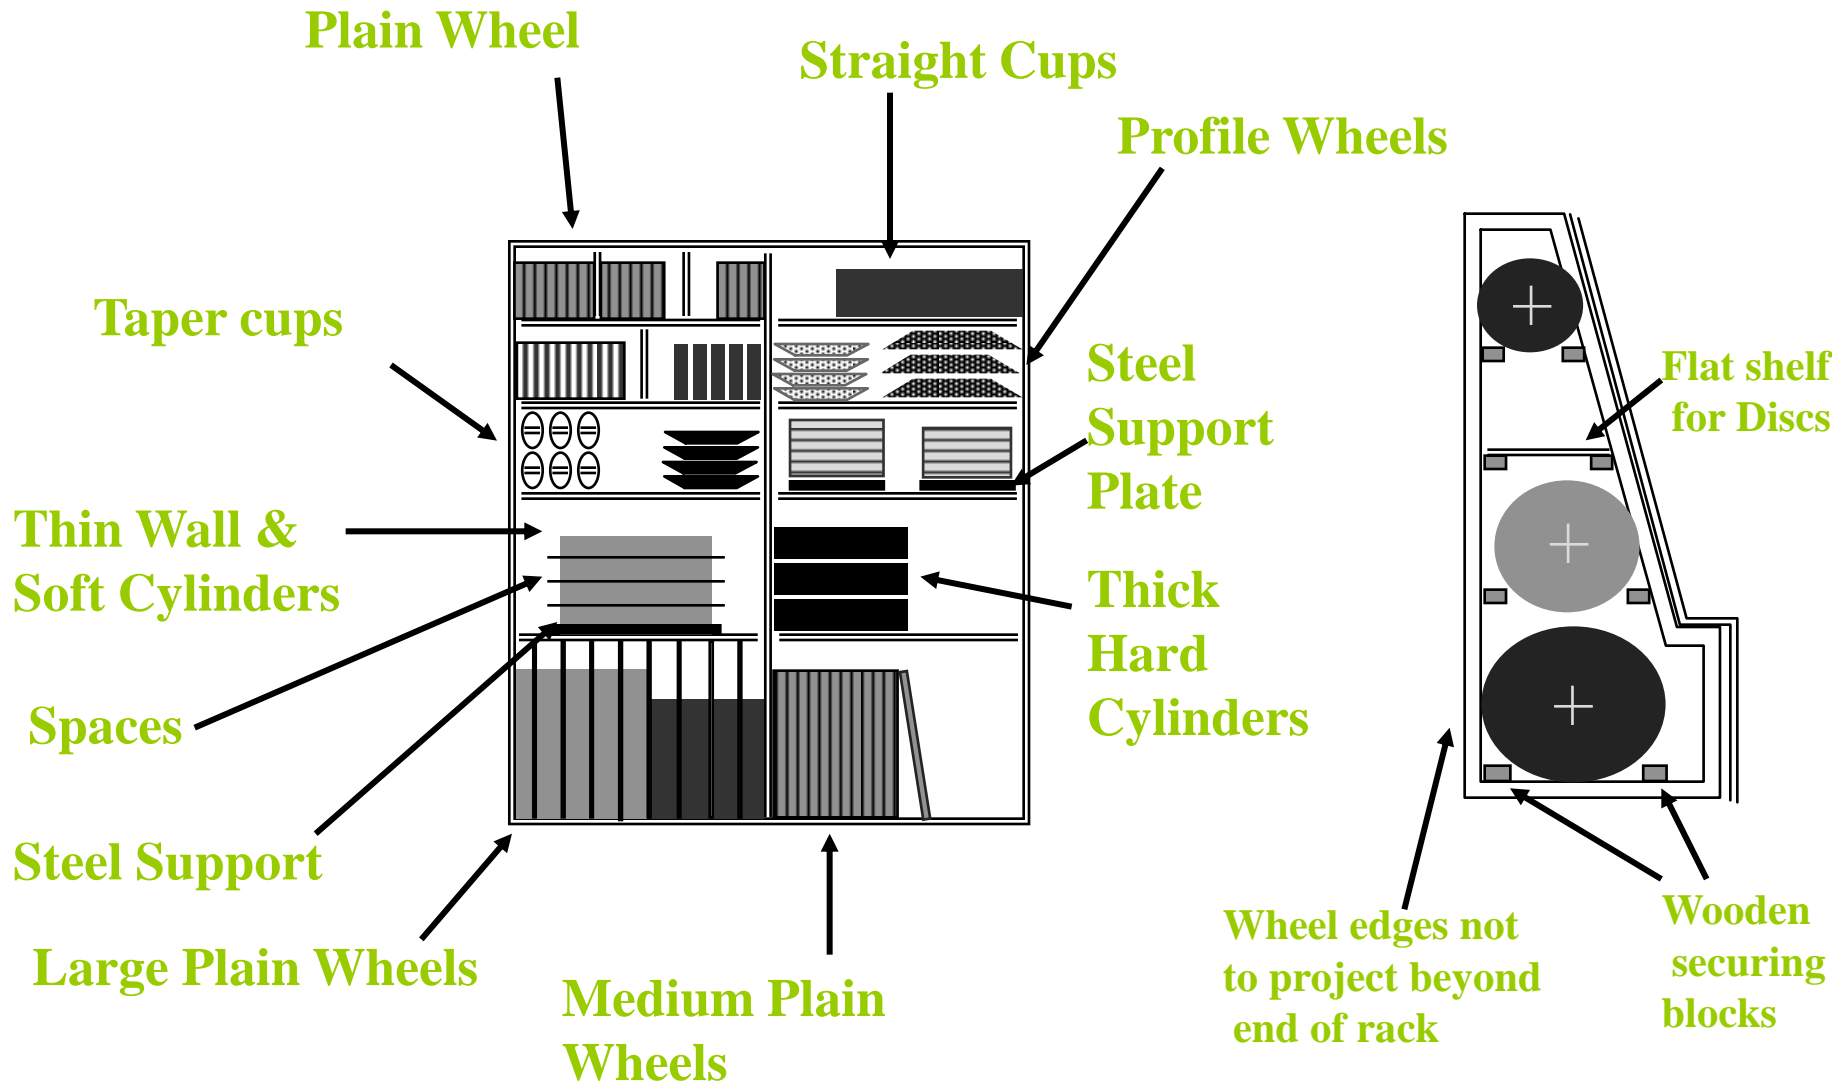 Plain Wheel
Straight Cups
Profile Wheels
Taper cups
Steel
Support
Plate
Flat shelf
for Discs
Thin Wall &
Soft Cylinders
Thick
Hard
Cylinders
Spaces
Steel Support
Large Plain Wheels
Medium Plain
Wheels
Wheel edges not
to project beyond
end of rack
Wooden
securing
blocks